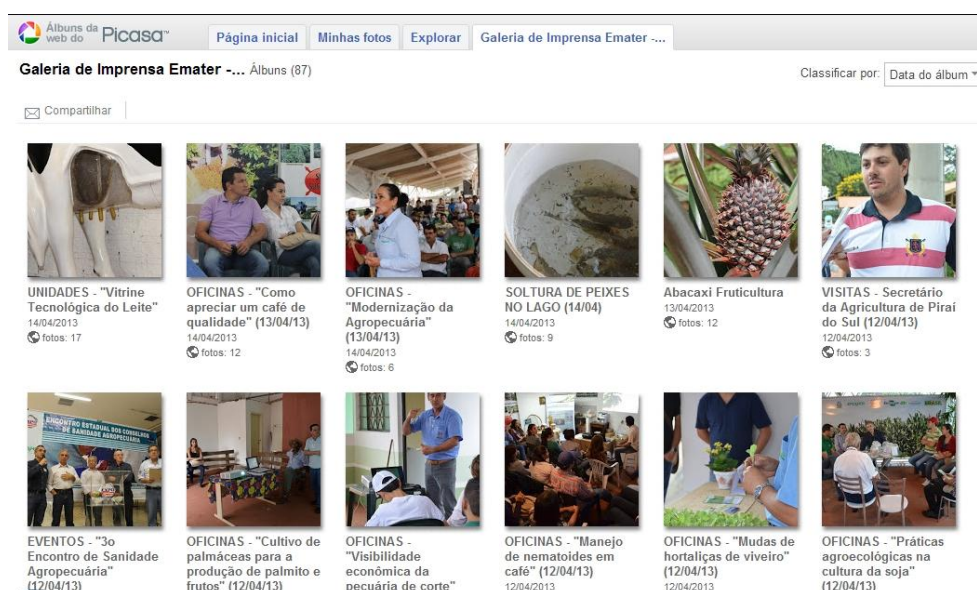 Álbuns da
web do Picasa™
Página inicial Minhas fotos Explorar Galeria de Imprensa Emater -...
Galeria de Imprensa Emater -... Álbuns (87)
Classificar por: Data do álbum
Compartilhar
UNIDADES - "Vitrine
Tecnológica do Leite"
14/04/2013
fotos: 17
OFICINAS - "Como
apreciar um café de
qualidade" (13/04/13)
14/04/2013
fotos: 12
OFICINAS -
"Modernização da
Agropecuária"
(13/04/13)
14/04/2013
fotos: 6
SOLTURA DE PEIXES
NO LAGO (14/04)
14/04/2013
fotos: 9
Abacaxi Fruticultura
13/04/2013
fotos: 12
VISITAS - Secretário
da Agricultura de Piraí
do Sul (12/04/13)
12/04/2013
fotos: 3
ENCONTRO ESTADUAL DOS CONSELHOS
DE SANIDADE AGROPECUÁRIA
EVENTOS - "3o
Encontro de Sanidade
Agropecuária"
(12/04/13)
OFICINAS - "Cultivo de
palmáceas para a
produção de palmito e
frutos" (12/04/13)
OFICINAS -
"Visibilidade
econômica da
pecuária de corte"
OFICINAS - "Manejo
de nematoides em
café" (12/04/13)
12/04/2013
OFICINAS - "Mudas de
hortaliças de viveiro"
(12/04/13)
12/04/2013
OFICINAS - "Práticas
agroecológicas na
cultura da soja"
(12/04/13)